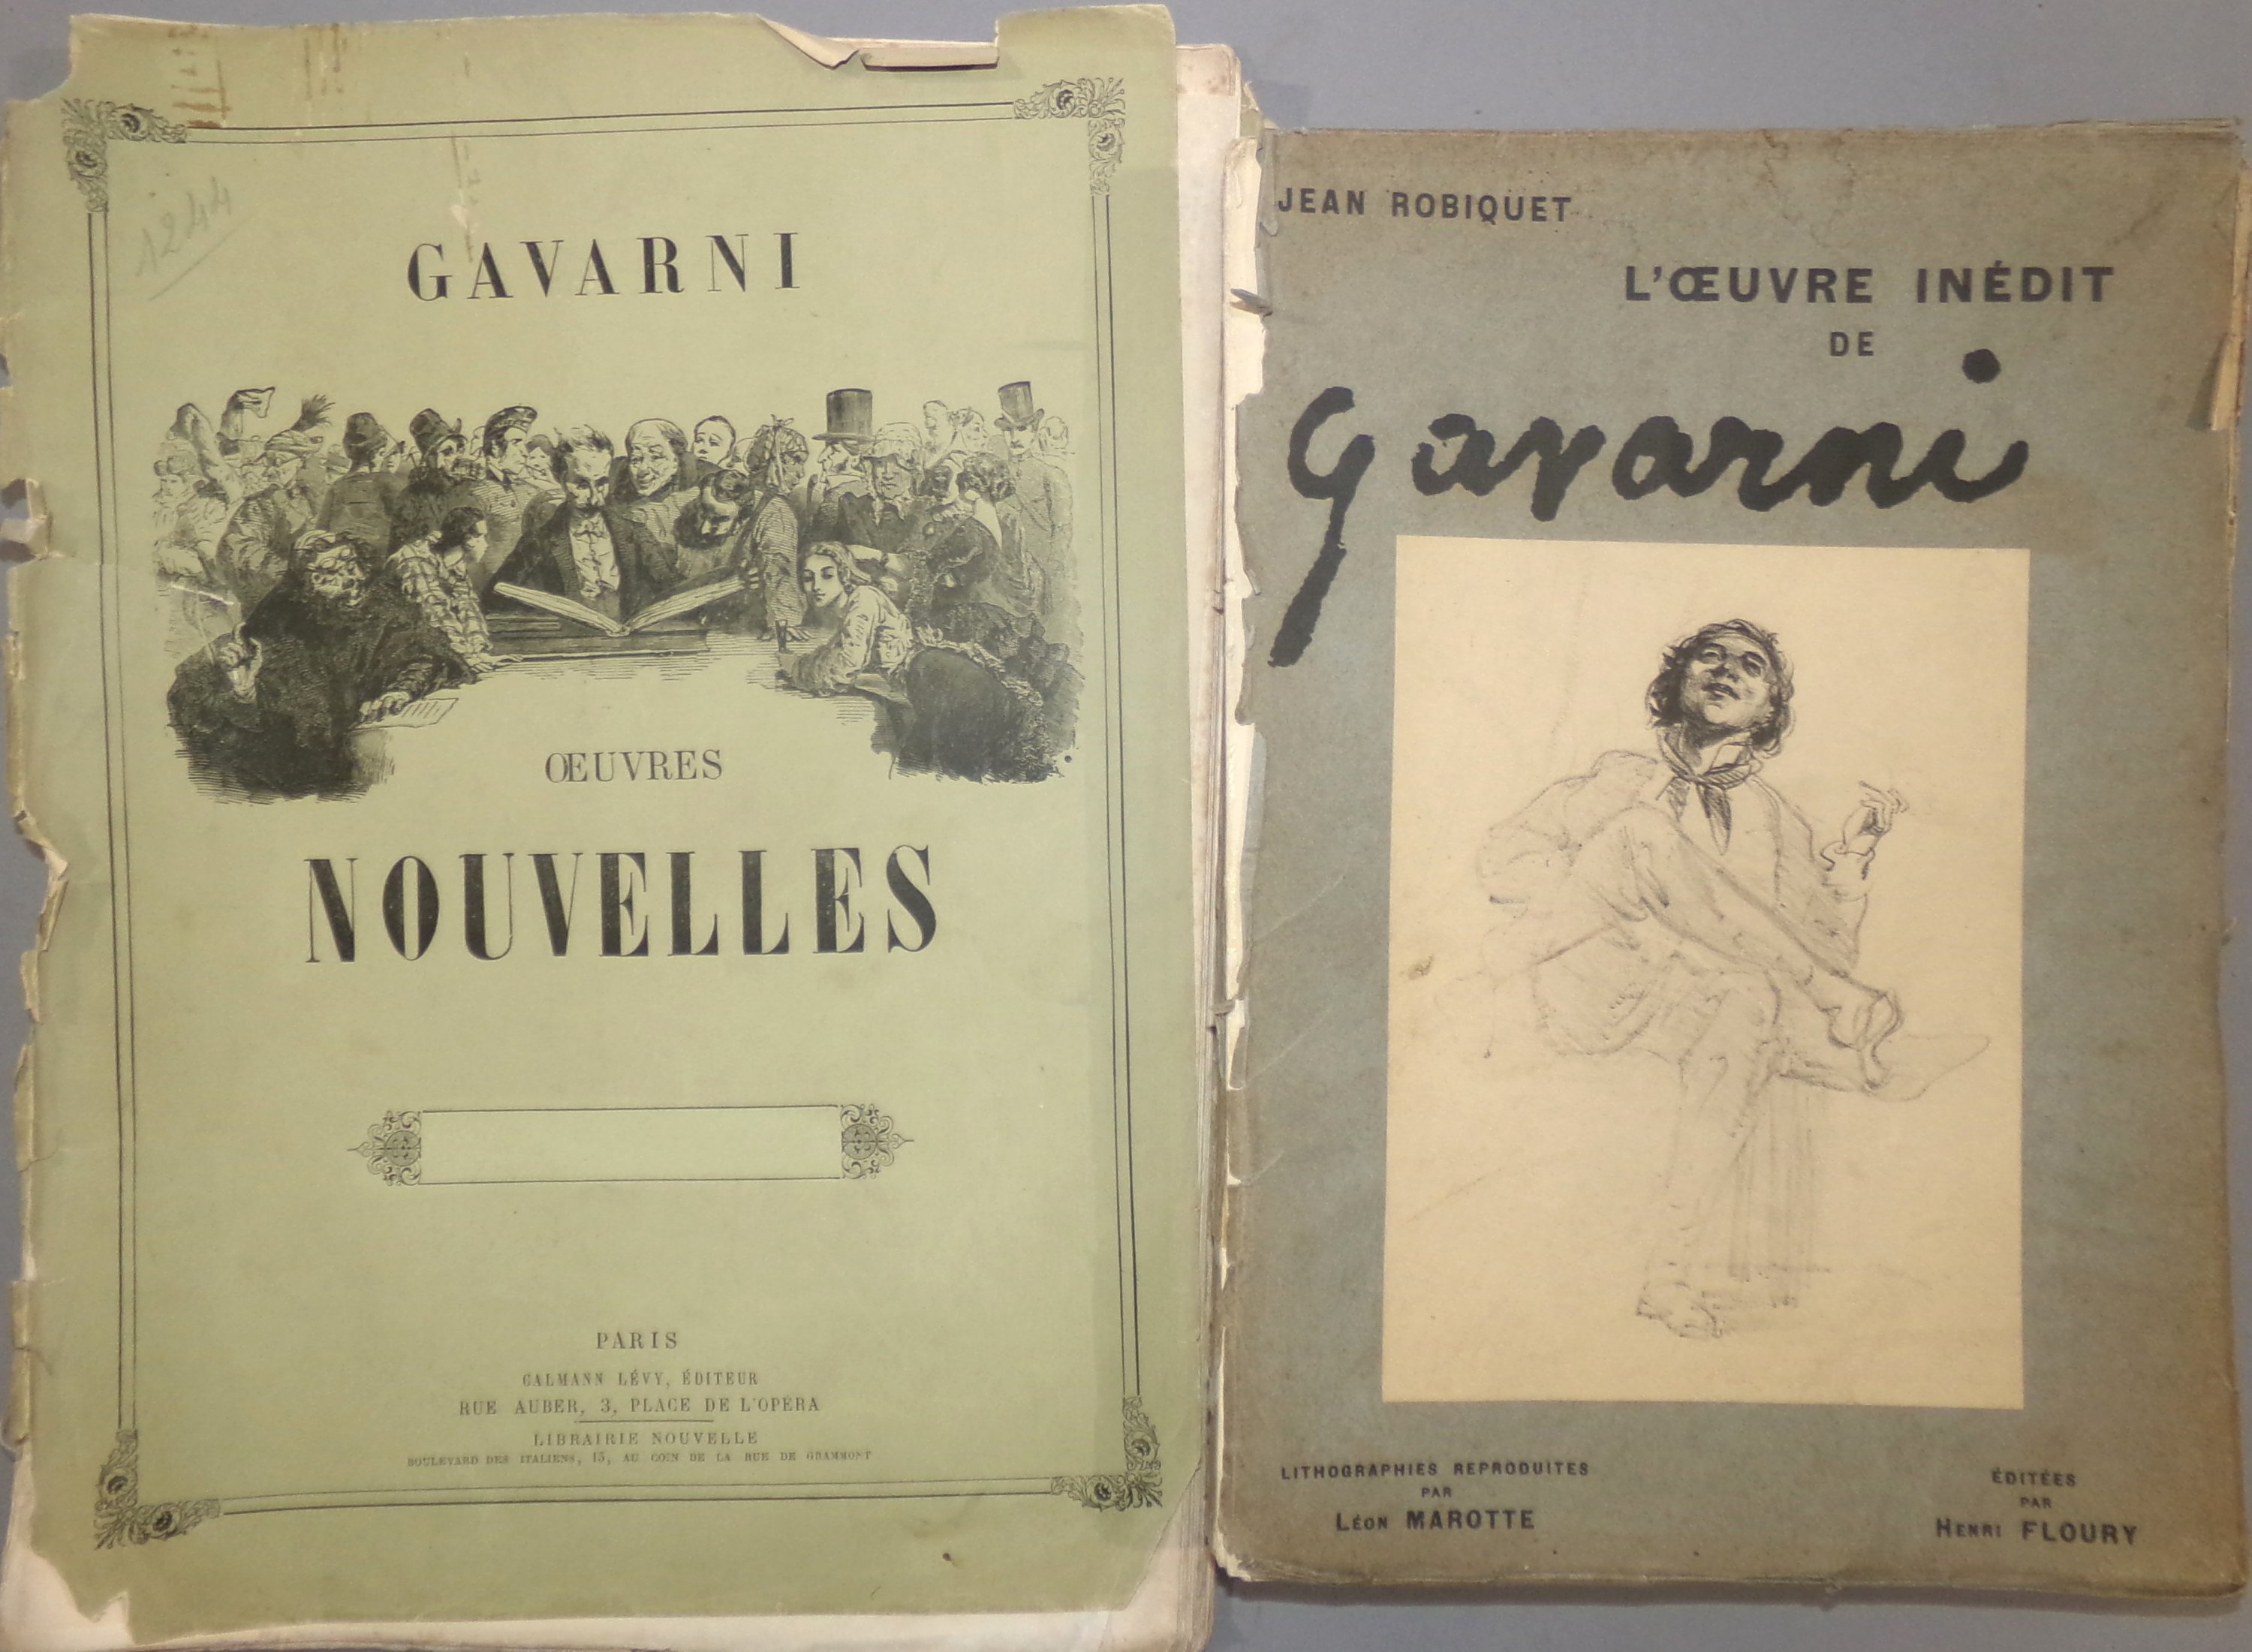 1244
GAVARNI
ŒUVRES
NOUVELLES
PARIS
CALMANN LÉVY, ÉDITEUR
RUE AUBER, 3, PLACE DE L'OPÉRA
LIBRAIRIE NOUVELLE
BOULEVARD DES ITALIENS, 15, AU COIN DE LA RUE DE GRAMMONT
JEAN ROBIQUET
L'ŒUVRE INÉDIT
DE
Gavarni
LITHOGRAPHIES REPRODUITES
PAR
LÉON MAROTTE
ÉDITÉES
PAR
HENRI FLOURY